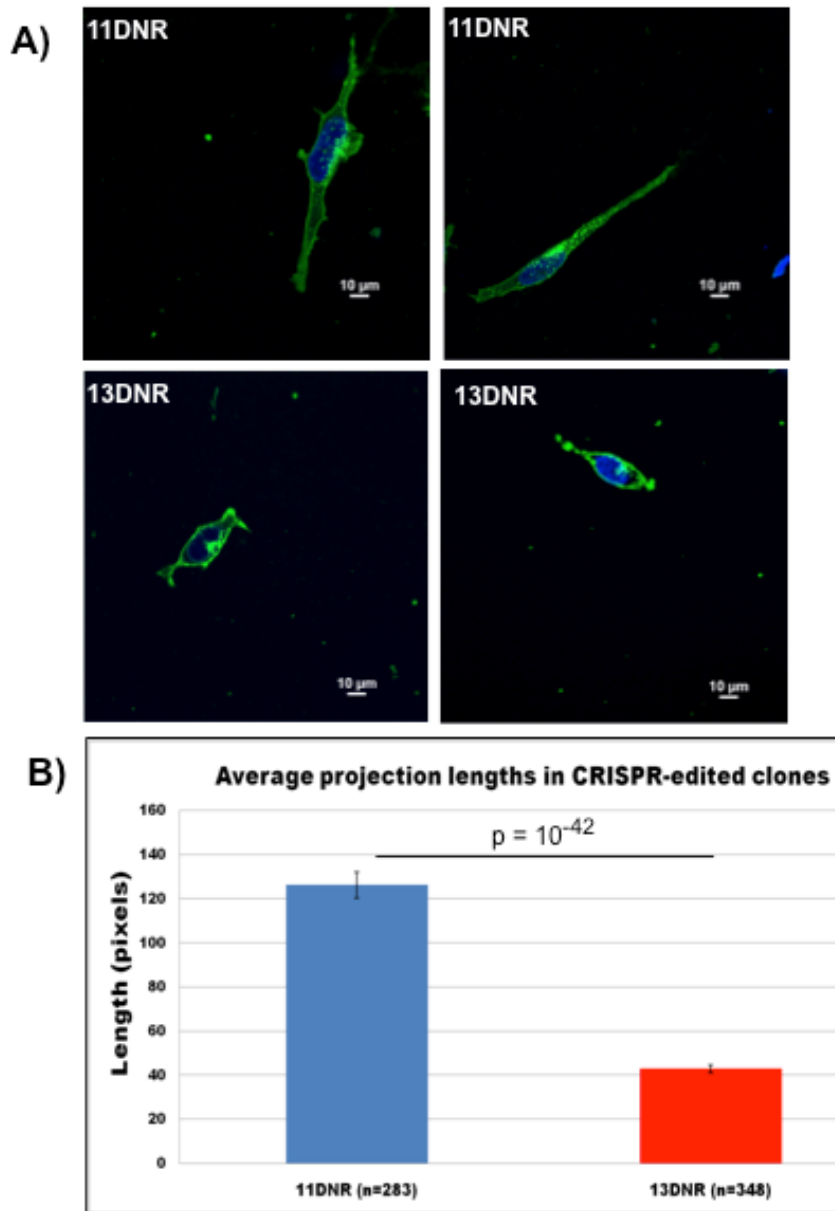 A)
11DNR
11DNR
10 µm
10 µm
13DNR
13DNR
10 µm
10 µm
B)
Average projection lengths in CRISPR-edited clones
p = 10⁻⁴²
Length (pixels)
160
140
120
100
80
60
40
20
0
11DNR (n=283)
13DNR (n=348)